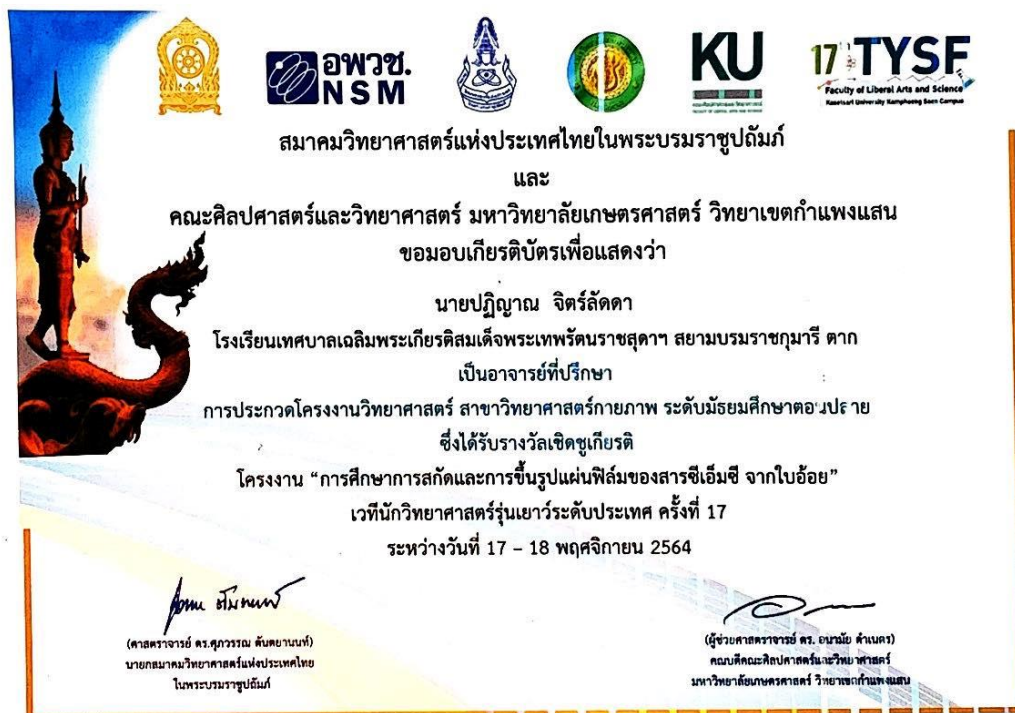 อพวช.
NSM
KU
17 TYSF
Faculty of Liberal Arts and Science
Kasetsart University Kamphaeng Saen Campus
สมาคมวิทยาศาสตร์แห่งประเทศไทยในพระบรมราชูปถัมภ์
และ
คณะศิลปศาสตร์และวิทยาศาสตร์ มหาวิทยาลัยเกษตรศาสตร์ วิทยาเขตกำแพงแสน
ขอมอบเกียรติบัตรเพื่อแสดงว่า
นายปฏิญาณ จิตร์ลัดดา
โรงเรียนเทศบาลเฉลิมพระเกียรติสมเด็จพระเทพรัตนราชสุดาฯ สยามบรมราชกุมารี ตาก
เป็นอาจารย์ที่ปรึกษา
การประกวดโครงงานวิทยาศาสตร์ สาขาวิทยาศาสตร์กายภาพ ระดับมัธยมศึกษาตอนปลาย
ซึ่งได้รับรางวัลเชิดชูเกียรติ
โครงงาน “การศึกษาการสกัดและการขึ้นรูปแผ่นฟิล์มของสารซีเอ็มซี จากใบอ้อย”
เวทีนักวิทยาศาสตร์รุ่นเยาว์ระดับประเทศ ครั้งที่ 17
ระหว่างวันที่ 17 – 18 พฤศจิกายน 2564
(ศาสตราจารย์ ดร.ศุภวรรณ ตันตยานนท์)
นายกสมาคมวิทยาศาสตร์แห่งประเทศไทย
ในพระบรมราชูปถัมภ์
(ผู้ช่วยศาสตราจารย์ ดร. อนามัย ดำเนตร)
คณบดีคณะศิลปศาสตร์และวิทยาศาสตร์
มหาวิทยาลัยเกษตรศาสตร์ วิทยาเขตกำแพงแสน